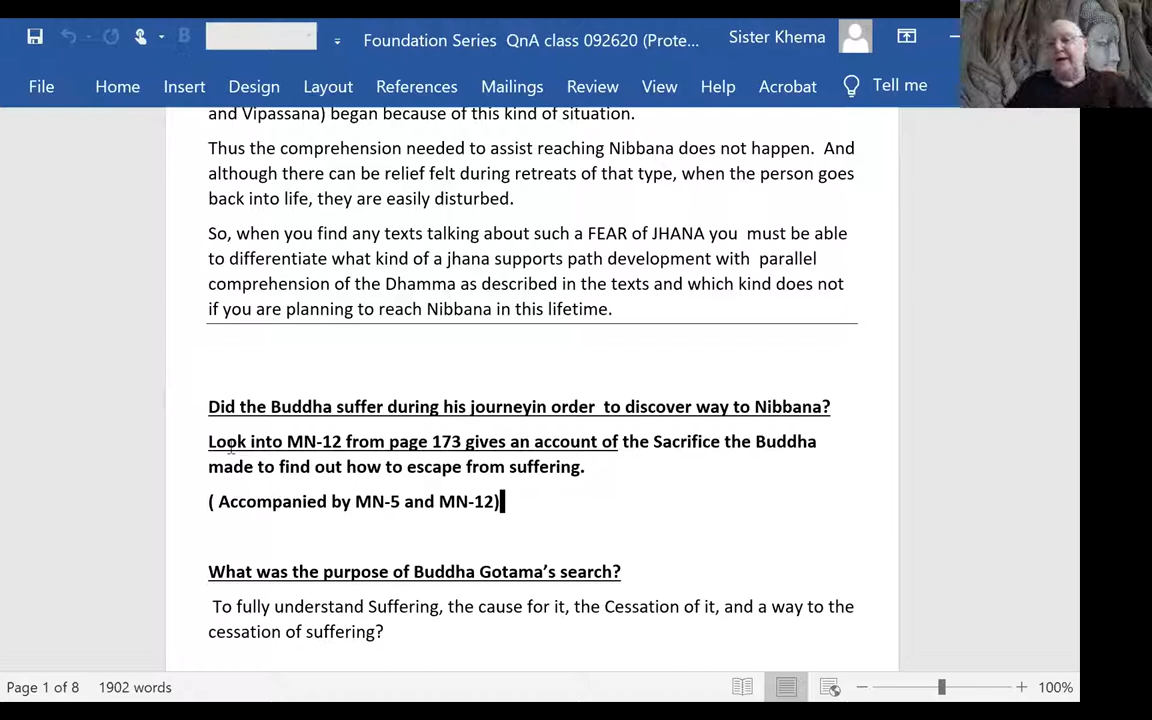 Foundation Series QnA class 092620 (Prote...
Sister Khema
File Home Insert Design Layout References Mailings Review View Help Acrobat Tell me
and Vipassana) began because of this kind of situation.
Thus the comprehension needed to assist reaching Nibbana does not happen. And
although there can be relief felt during retreats of that type, when the person goes
back into life, they are easily disturbed.
So, when you find any texts talking about such a FEAR of JHANA you must be able
to differentiate what kind of a jhana supports path development with parallel
comprehension of the Dhamma as described in the texts and which kind does not
if you are planning to reach Nibbana in this lifetime.
Did the Buddha suffer during his journeyin order to discover way to Nibbana?
Look into MN-12 from page 173 gives an account of the Sacrifice the Buddha
made to find out how to escape from suffering.
( Accompanied by MN-5 and MN-12)
What was the purpose of Buddha Gotama’s search?
To fully understand Suffering, the cause for it, the Cessation of it, and a way to the
cessation of suffering?
Page 1 of 8 1902 words 100%